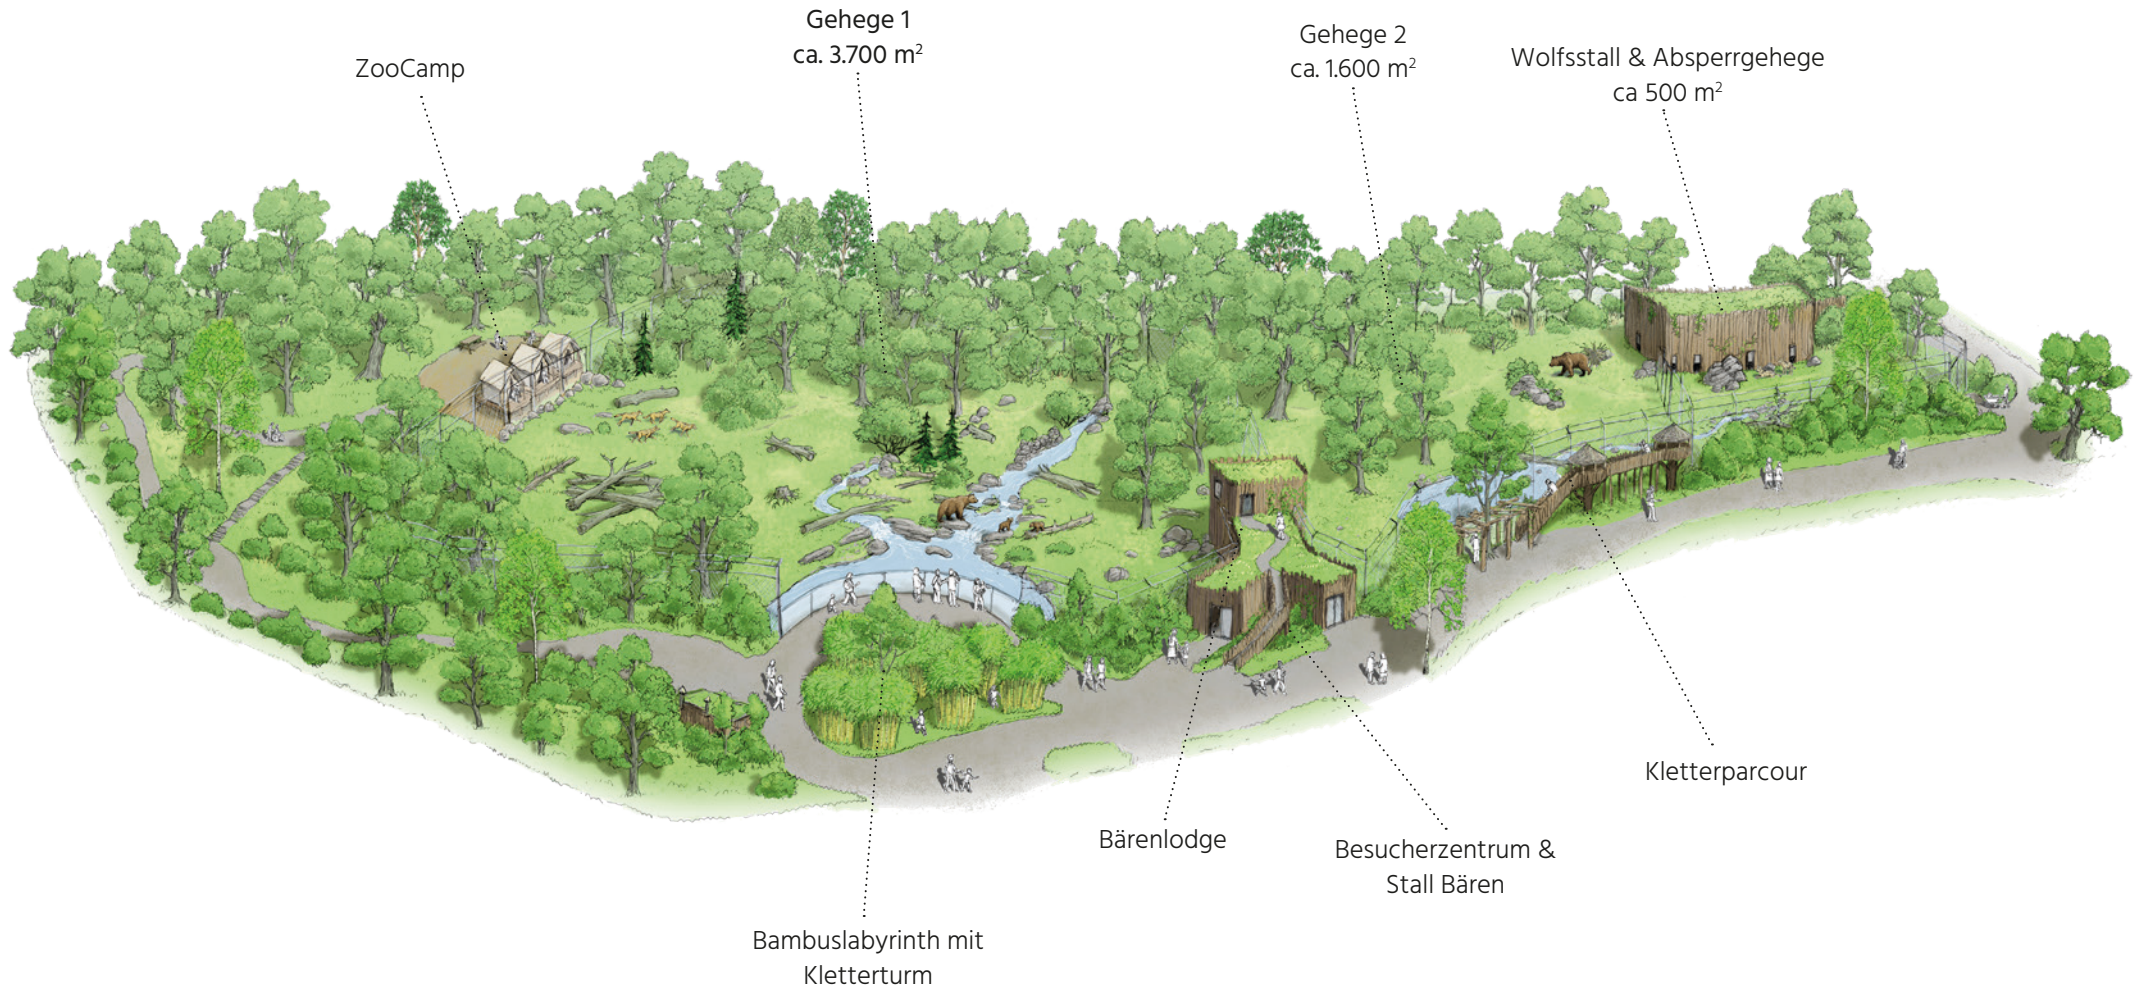 Gehege 1
ca. 3.700 m²
Gehege 2
ca. 1.600 m²
Wolfsstall & Absperrgehege
ca 500 m²
ZooCamp
Kletterparcour
Bärenlodge
Besucherzentrum &
Stall Bären
Bambuslabyrinth mit
Kletterturm